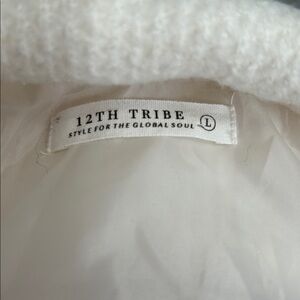 12TH TRIBE
STYLE FOR THE GLOBAL SOUL L